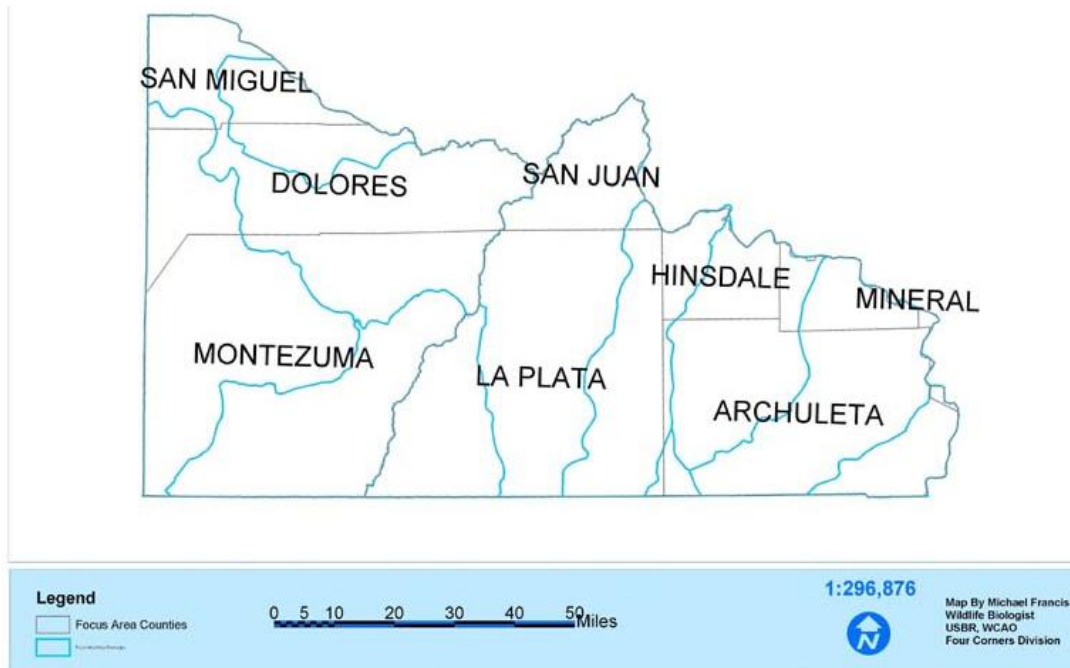 SAN MIGUEL
DOLORES
SAN JUAN
HINSDALE
MINERAL
MONTEZUMA
LA PLATA
ARCHULETA
Legend
Focus Area Counties
0 5 10 20 30 40 50 Miles
1:296,876
N
Map By Michael Francis
Wildlife Biologist
USBR, WCAO
Four Corners Division